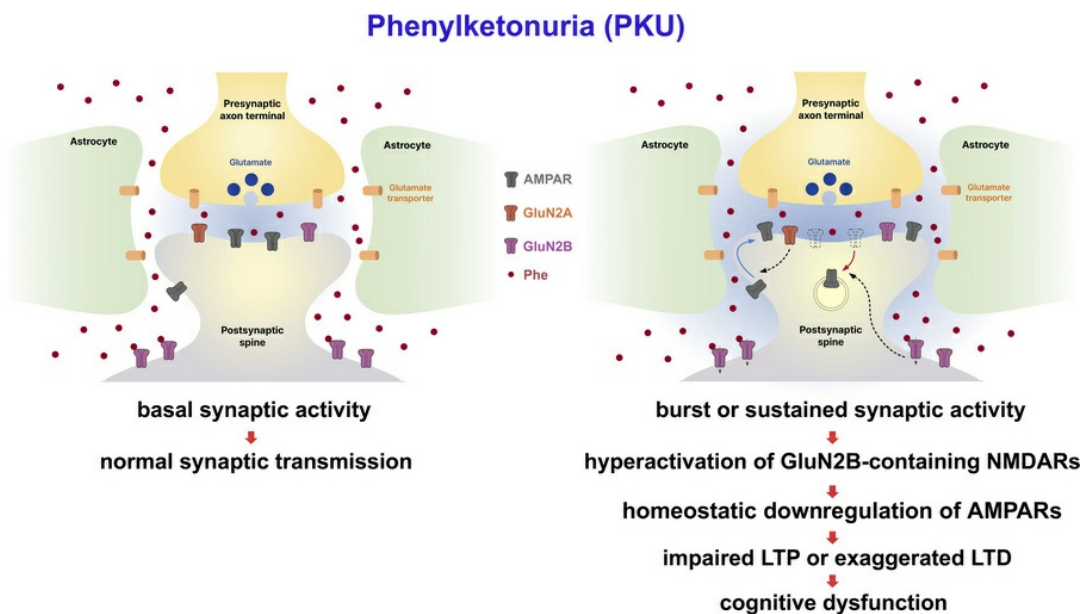 Phenylketonuria (PKU)
Presynaptic
axon terminal
Astrocyte
Astrocyte
Glutamate
Glutamate
transporter
Postsynaptic
spine
basal synaptic activity
normal synaptic transmission
AMPAR
GluN2A
GluN2B
Phe
Presynaptic
axon terminal
Astrocyte
Astrocyte
Glutamate
Glutamate
transporter
Postsynaptic
spine
burst or sustained synaptic activity
hyperactivation of GluN2B-containing NMDARs
homeostatic downregulation of AMPARs
impaired LTP or exaggerated LTD
cognitive dysfunction